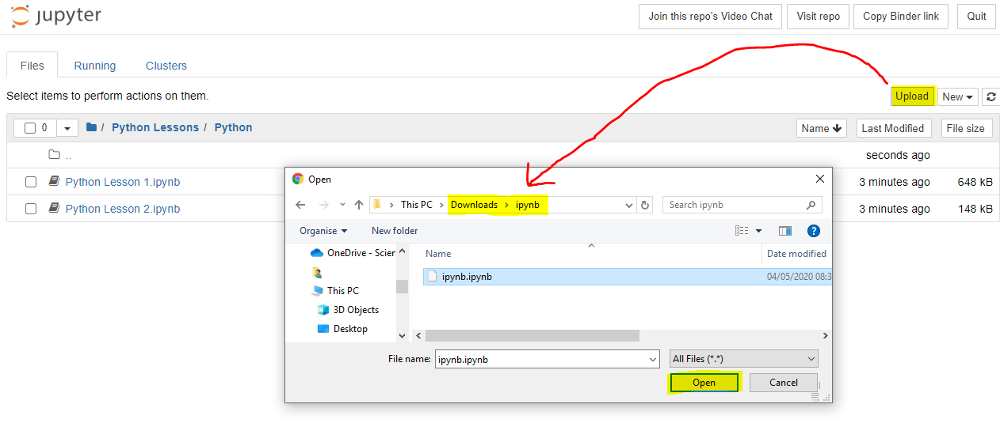 jupyter
Join this repo's Video Chat Visit repo Copy Binder link Quit
Files Running Clusters
Select items to perform actions on them.
Upload New
0 / Python Lessons / Python Name Last Modified File size
.. seconds ago
Python Lesson 1.ipynb 3 minutes ago 648 kB
Python Lesson 2.ipynb 3 minutes ago 148 kB
Open
This PC > Downloads > ipynb Search ipynb
Organise New folder
OneDrive - Scien
This PC
3D Objects
Desktop
Name Date modified
ipynb.ipynb 04/05/2020 08:3
File name: ipynb.ipynb All Files (*.*)
Open Cancel